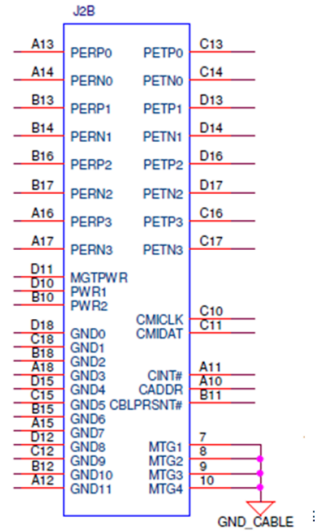 J2B
A13 PERP0 PETP0 C13
A14 PERN0 PETN0 C14
B13 PERP1 PETP1 D13
B14 PERN1 PETN1 D14
B16 PERP2 PETP2 D16
B17 PERN2 PETN2 D17
A16 PERP3 PETP3 C16
A17 PERN3 PETN3 C17
D11 MGTPWR
D10 PWR1
B10 PWR2
CMICLK C10
CMIDAT C11
D18 GND0
C18 GND1
B18 GND2
A18 GND3 CINT# A11
D15 GND4 CADDR A10
C15 GND5 CBLPRSNT# B11
B15 GND6
A15 GND7
D12 GND8 MTG1 7
C12 GND9 MTG2 8
B12 GND10 MTG3 9
A12 GND11 MTG4 10
GND_CABLE